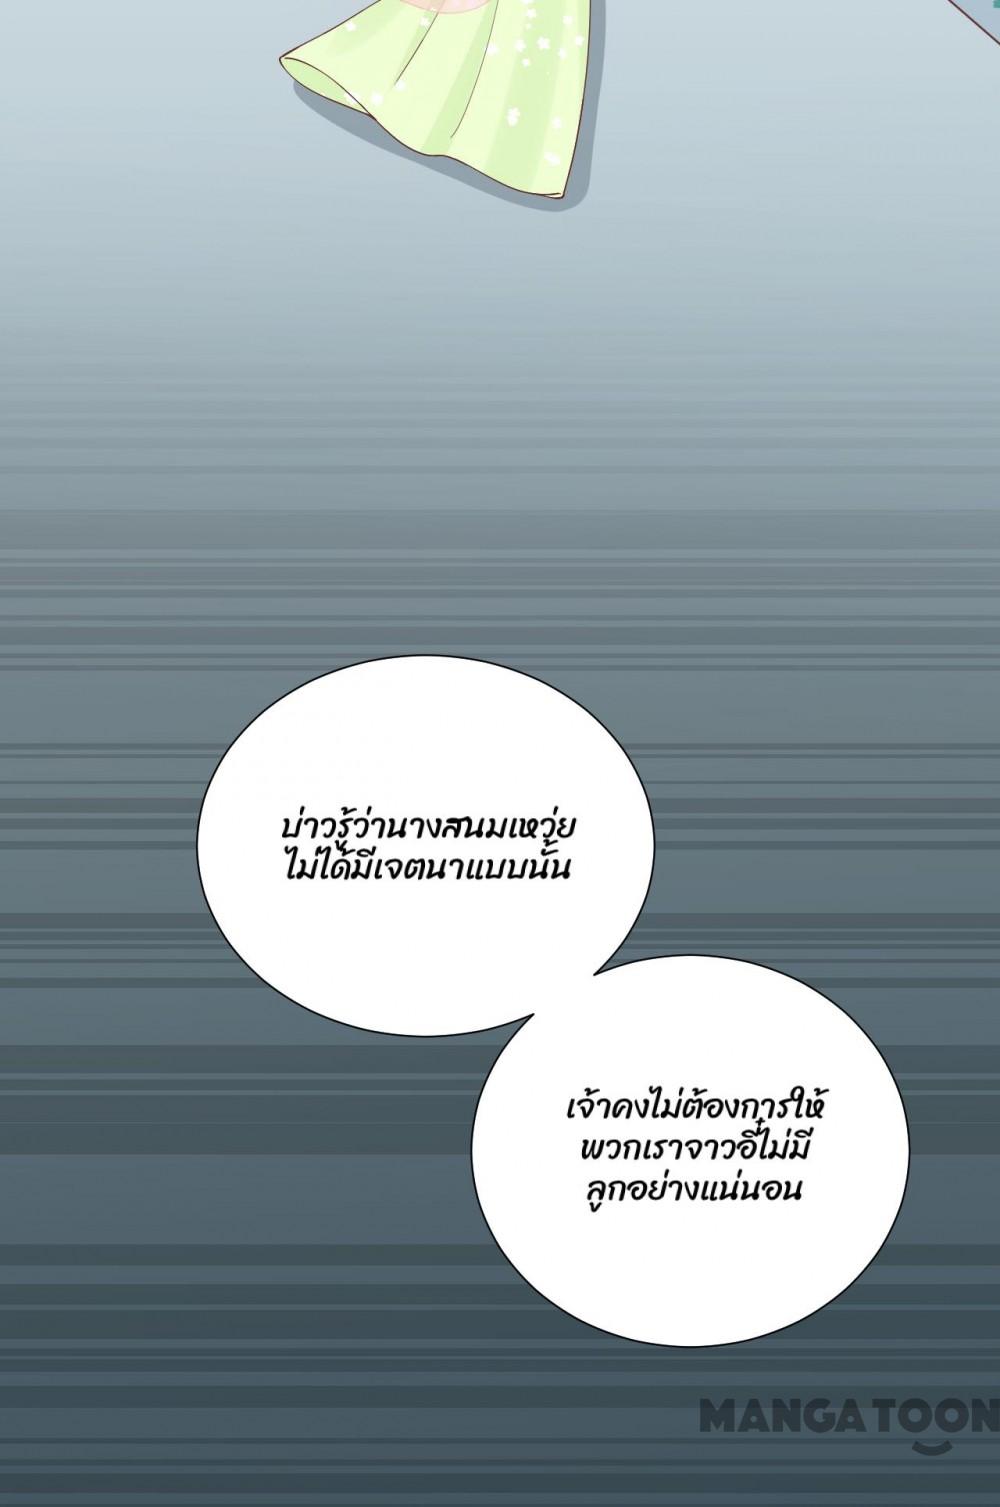 บ่าวรู้ว่านางสนมเหว่ย
ไม่ได้มีเจตนาแบบนั้น
เจ้าคงไม่ต้องการให้
พวกเราจาวอี๋ไม่มี
ลูกอย่างแน่นอน
MANGATOON